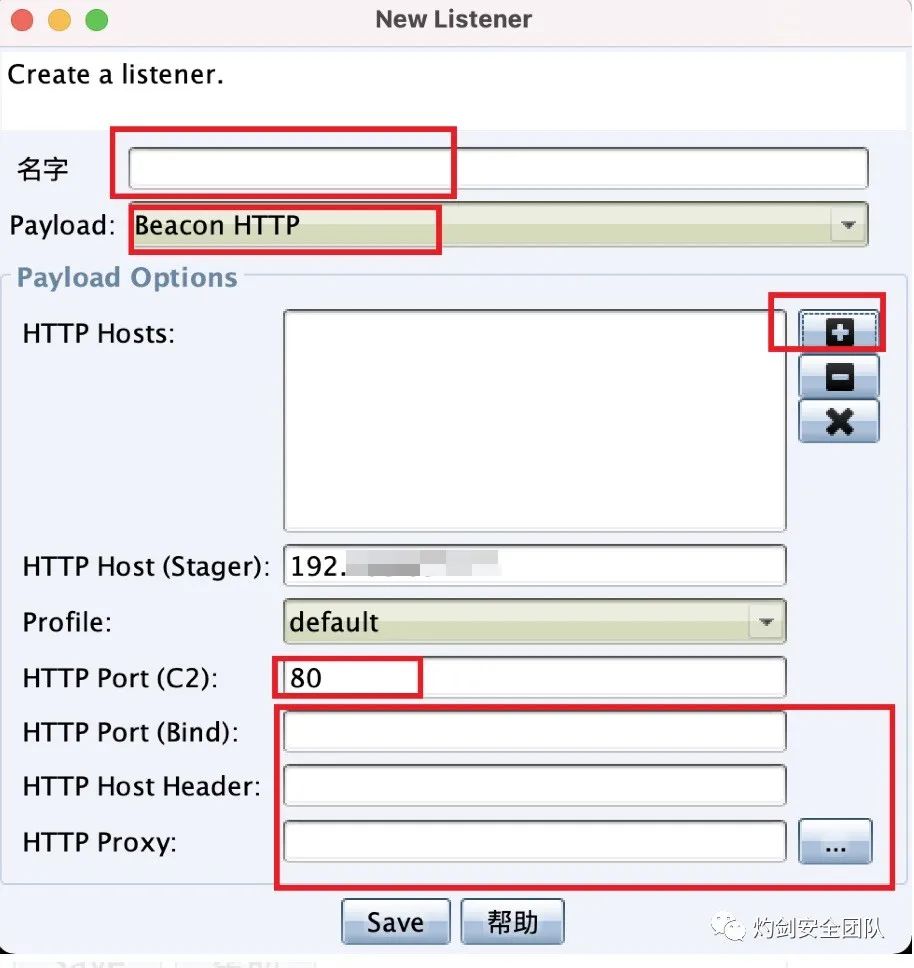 New Listener
Create a listener.
名字
Payload: Beacon HTTP
Payload Options
HTTP Hosts:
HTTP Host (Stager): 192.
Profile: default
HTTP Port (C2): 80
HTTP Port (Bind):
HTTP Host Header:
HTTP Proxy:
...
Save 帮助
灼剑安全团队